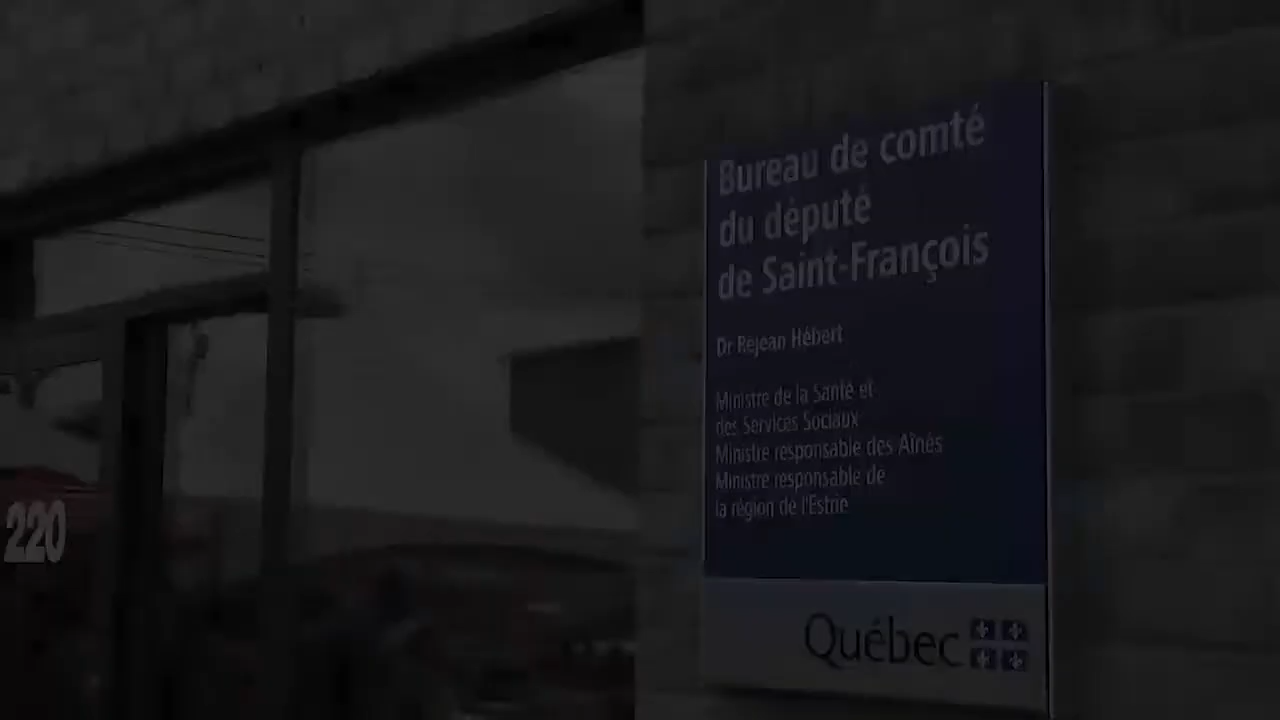 220
Bureau de comté
du député
de Saint-François
Dr Rejean Hébert
Ministre de la Santé et
des Services Sociaux
Ministre responsable des Aînés
Ministre responsable de
la région de l'Estrie
Québec